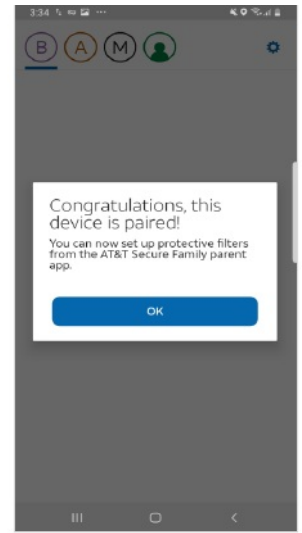 3:34
B A M
Congratulations, this
device is paired!
You can now set up protective filters
from the AT&T Secure Family parent
app.
OK